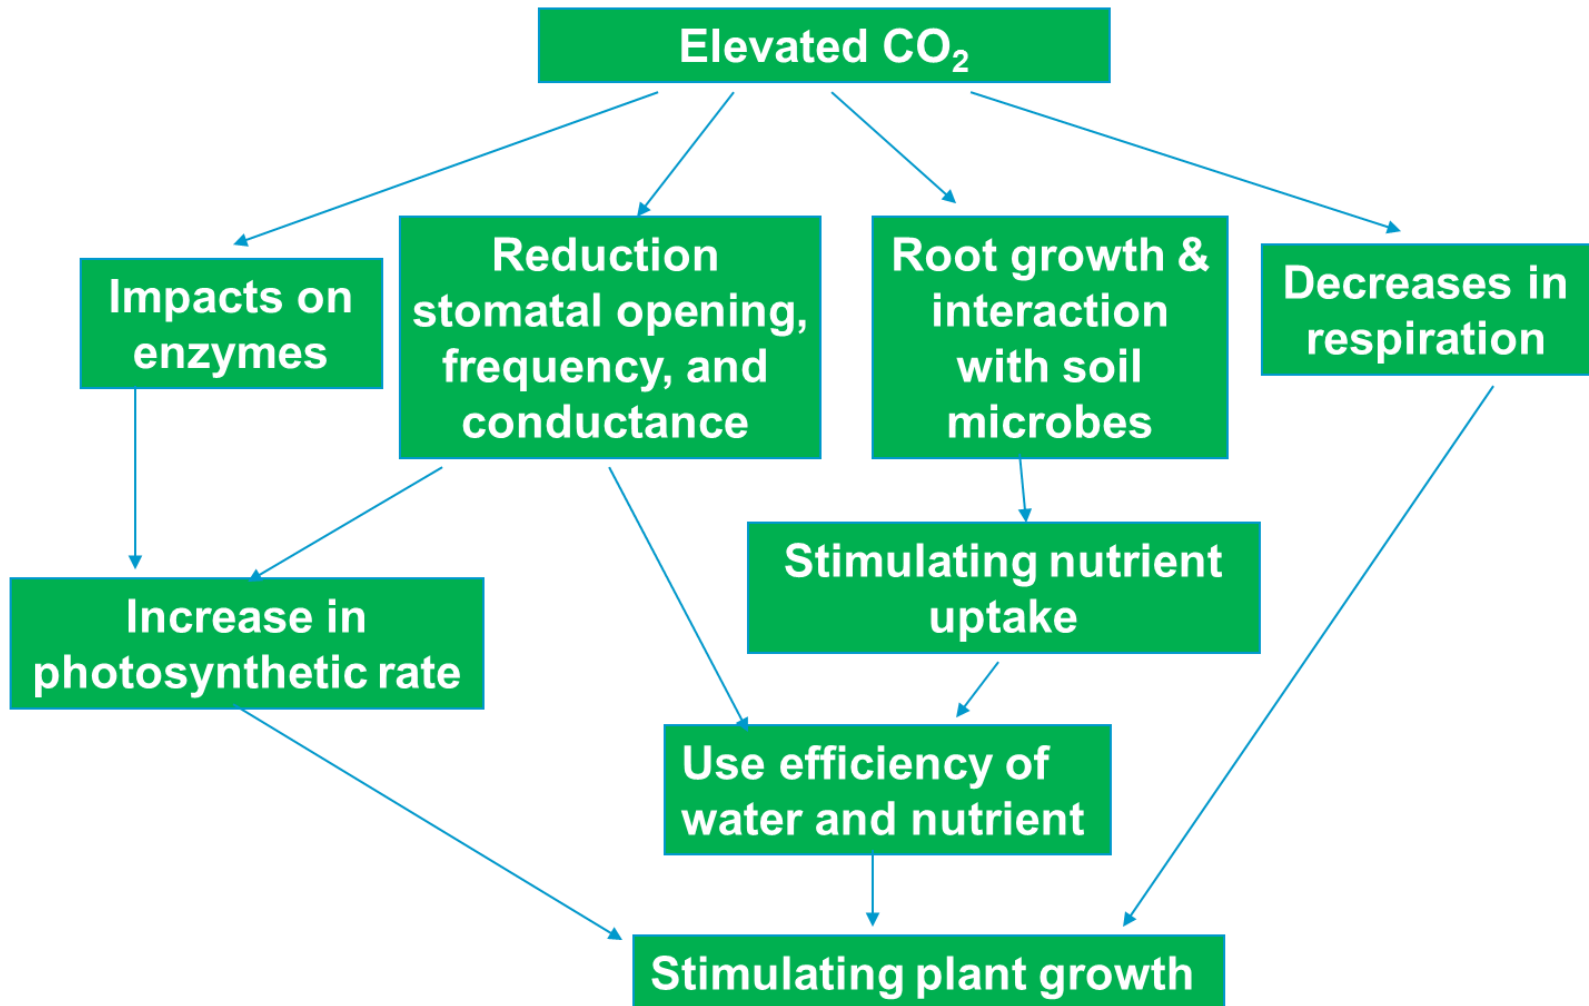 Elevated CO₂
Impacts on
enzymes
Reduction
stomatal opening,
frequency, and
conductance
Root growth &
interaction
with soil
microbes
Decreases in
respiration
Increase in
photosynthetic rate
Stimulating nutrient
uptake
Use efficiency of
water and nutrient
Stimulating plant growth